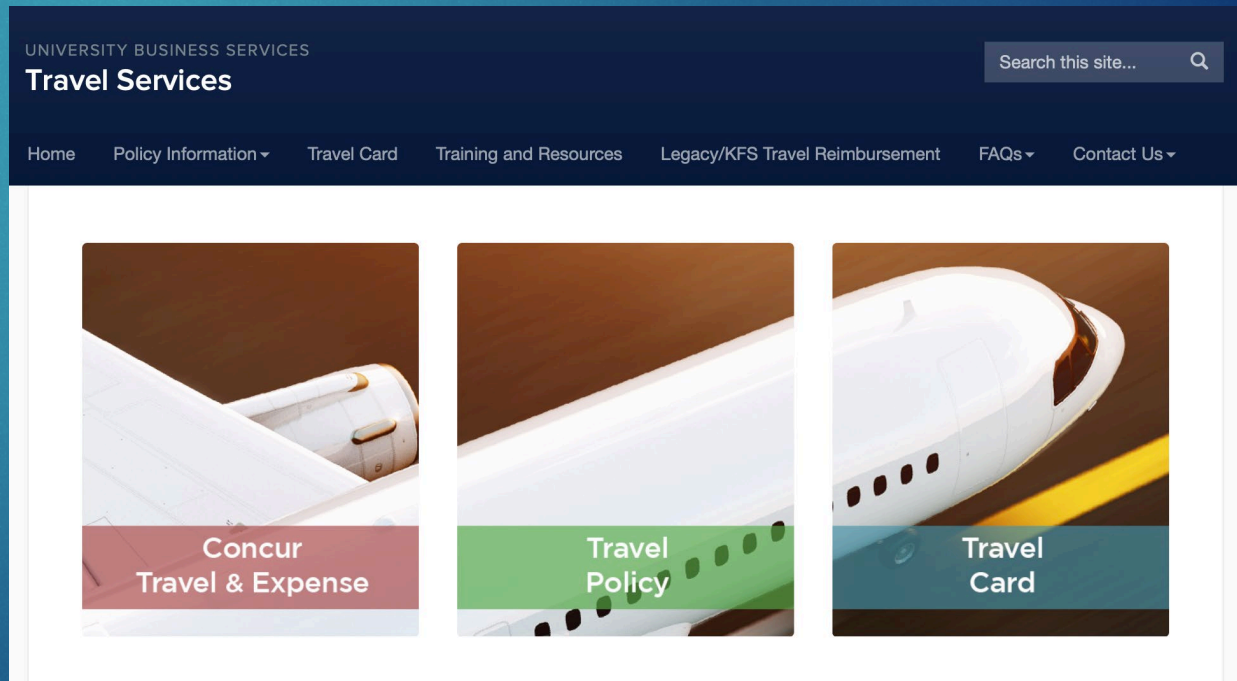 UNIVERSITY BUSINESS SERVICES
Travel Services
Search this site...
Home Policy Information Travel Card Training and Resources Legacy/KFS Travel Reimbursement FAQs Contact Us
Concur
Travel & Expense
Travel
Policy
Travel
Card